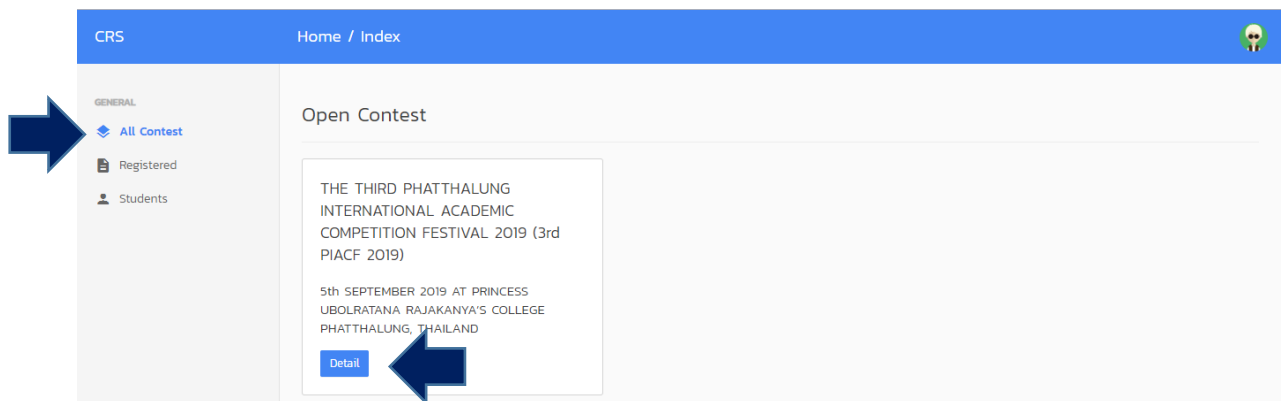 CRS
Home / Index
GENERAL
All Contest
Registered
Students
Open Contest
THE THIRD PHATTHALUNG
INTERNATIONAL ACADEMIC
COMPETITION FESTIVAL 2019 (3rd
PIACF 2019)
5th SEPTEMBER 2019 AT PRINCESS
UBOLRATANA RAJAKANYA'S COLLEGE
PHATTHALUNG, THAILAND
Detail